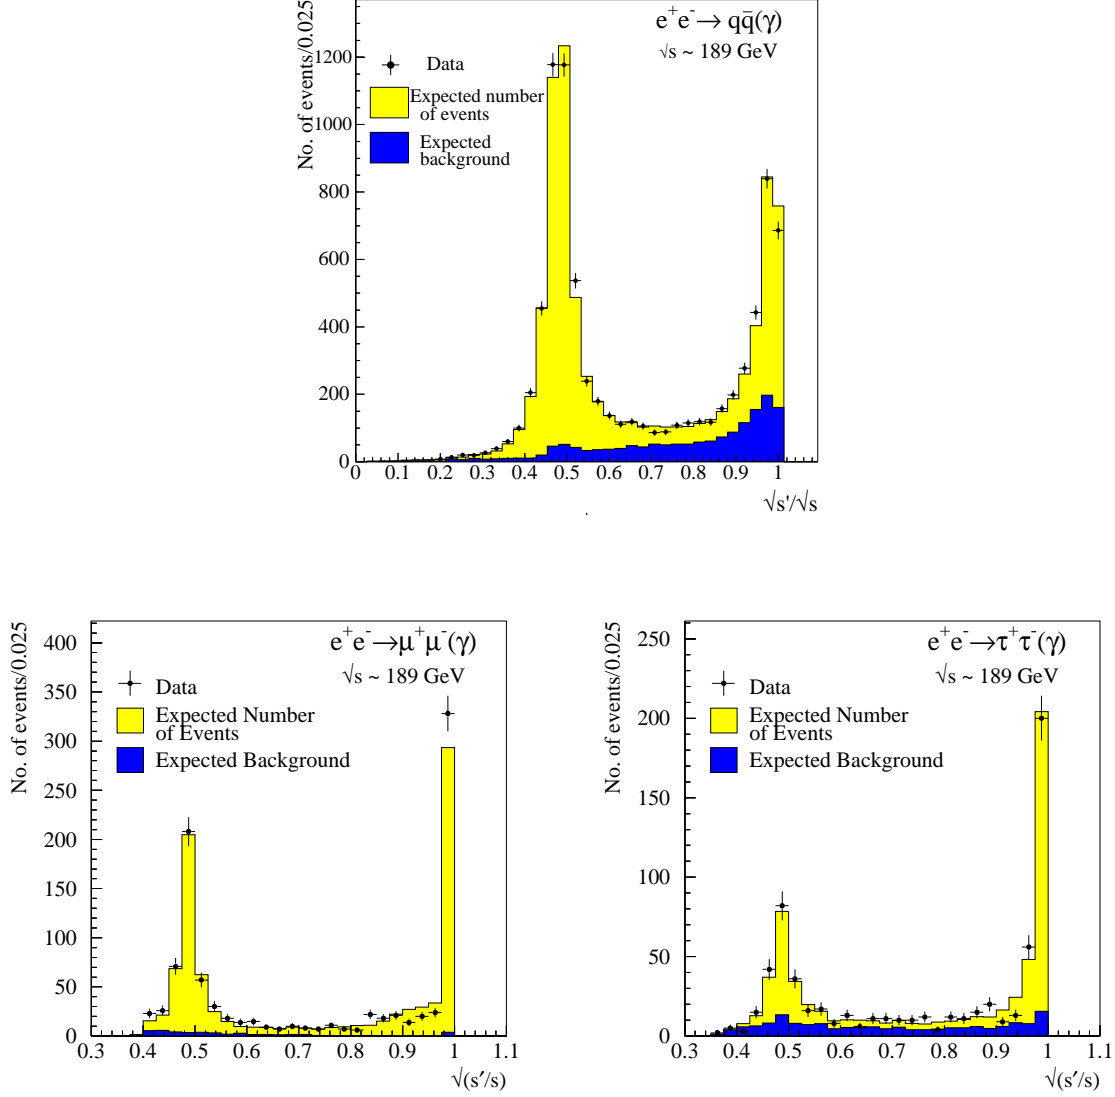 e⁺e⁻→ qq̄(γ)
√s ~ 189 GeV
No. of events/0.025
Data
Expected number
of events
Expected
background
1200
1000
800
600
400
200
0
0 0.1 0.2 0.3 0.4 0.5 0.6 0.7 0.8 0.9 1
√s'/√s
e⁺e⁻→μ⁺μ⁻(γ)
√s ~ 189 GeV
No. of events/0.025
Data
Expected Number
of Events
Expected Background
400
350
300
250
200
150
100
50
0
0.3 0.4 0.5 0.6 0.7 0.8 0.9 1 1.1
√(s′/s)
e⁺e⁻→τ⁺τ⁻(γ)
√s ~ 189 GeV
No. of events/0.025
Data
Expected Number
of Events
Expected Background
250
200
150
100
50
0
0.3 0.4 0.5 0.6 0.7 0.8 0.9 1 1.1
√(s′/s)